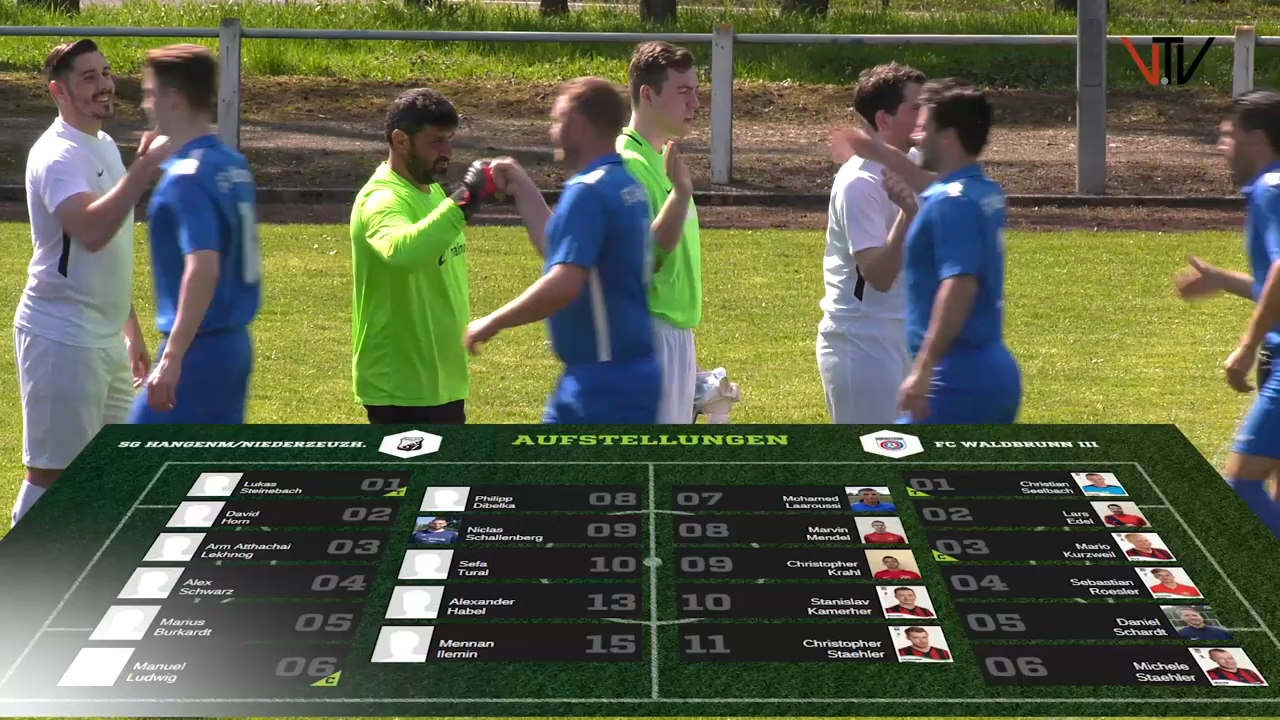 V.TV
SG HANGENM/NIEDERZEUZH.
AUFSTELLUNGEN
FC WALDBRUNN III
Lukas
Steinebach
01
T
David
Horn
02
Arm Atthachai
Lekhnog
03
Alex
Schwarz
04
Marius
Burkardt
05
Manuel
Ludwig
06
C
Philipp
Dibelka
08
Niclas
Schallenberg
09
Sefa
Tural
10
Alexander
Habel
13
Mennan
Ilemin
15
07
Mohamed
Laaroussi
08
Marvin
Mendel
09
Christopher
Krahl
10
Stanislav
Kamerher
11
Christopher
Staehler
01
T
Christian
Seelbach
02
Lars
Edel
03
C
Mario
Kurzweil
04
Sebastian
Roesler
05
Daniel
Schardt
06
Michele
Staehler